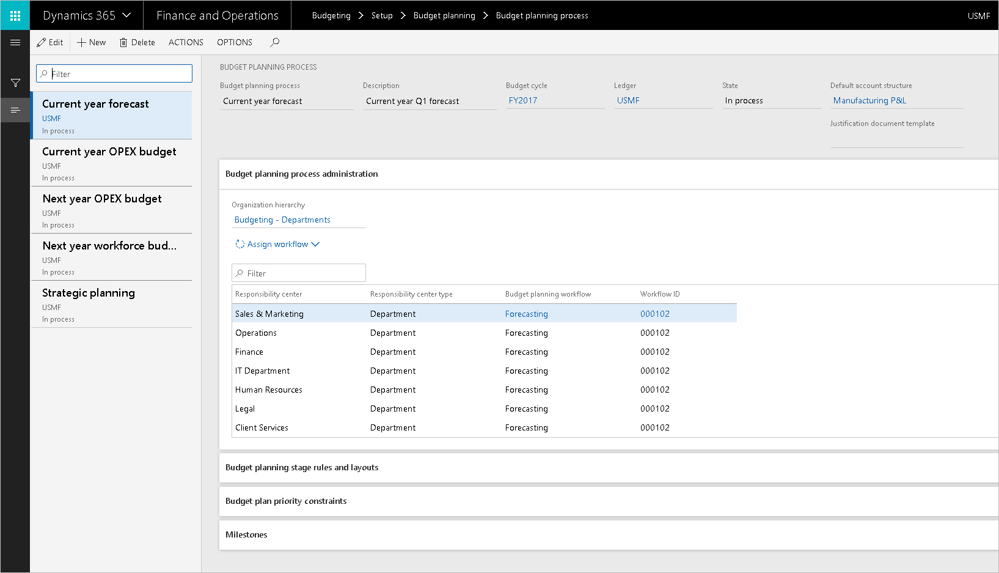 Dynamics 365 Finance and Operations Budgeting Setup Budget planning Budget planning process USMF
Edit New Delete ACTIONS OPTIONS
Filter
Current year forecast
USMF
In process
Current year OPEX budget
USMF
In process
Next year OPEX budget
USMF
In process
Next year workforce bud...
USMF
In process
Strategic planning
USMF
In process
BUDGET PLANNING PROCESS
Budget planning process Description Budget cycle Ledger State Default account structure
Current year forecast Current year Q1 forecast FY2017 USMF In process Manufacturing P&L
Justification document template
Budget planning process administration
Organization hierarchy
Budgeting - Departments
Assign workflow
Filter
Responsibility center Responsibility center type Budget planning workflow Workflow ID
Sales & Marketing Department Forecasting 000102
Operations Department Forecasting 000102
Finance Department Forecasting 000102
IT Department Department Forecasting 000102
Human Resources Department Forecasting 000102
Legal Department Forecasting 000102
Client Services Department Forecasting 000102
Budget planning stage rules and layouts
Budget plan priority constraints
Milestones